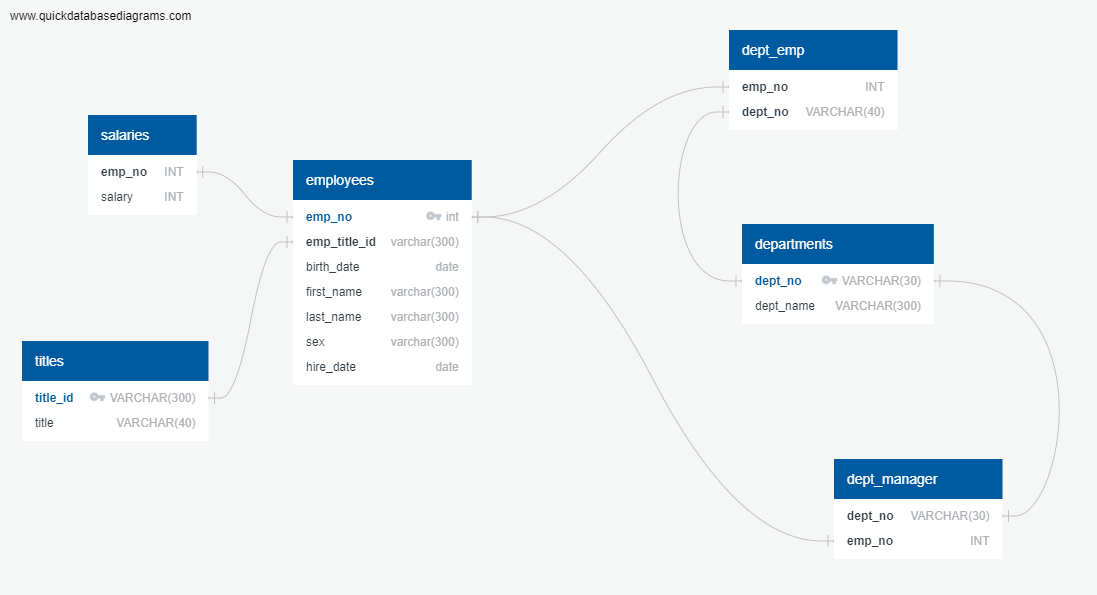 www.quickdatabasediagrams.com
salaries
emp_no INT
salary INT
employees
emp_no int
emp_title_id varchar(300)
birth_date date
first_name varchar(300)
last_name varchar(300)
sex varchar(300)
hire_date date
titles
title_id VARCHAR(300)
title VARCHAR(40)
dept_emp
emp_no INT
dept_no VARCHAR(40)
departments
dept_no VARCHAR(30)
dept_name VARCHAR(300)
dept_manager
dept_no VARCHAR(30)
emp_no INT